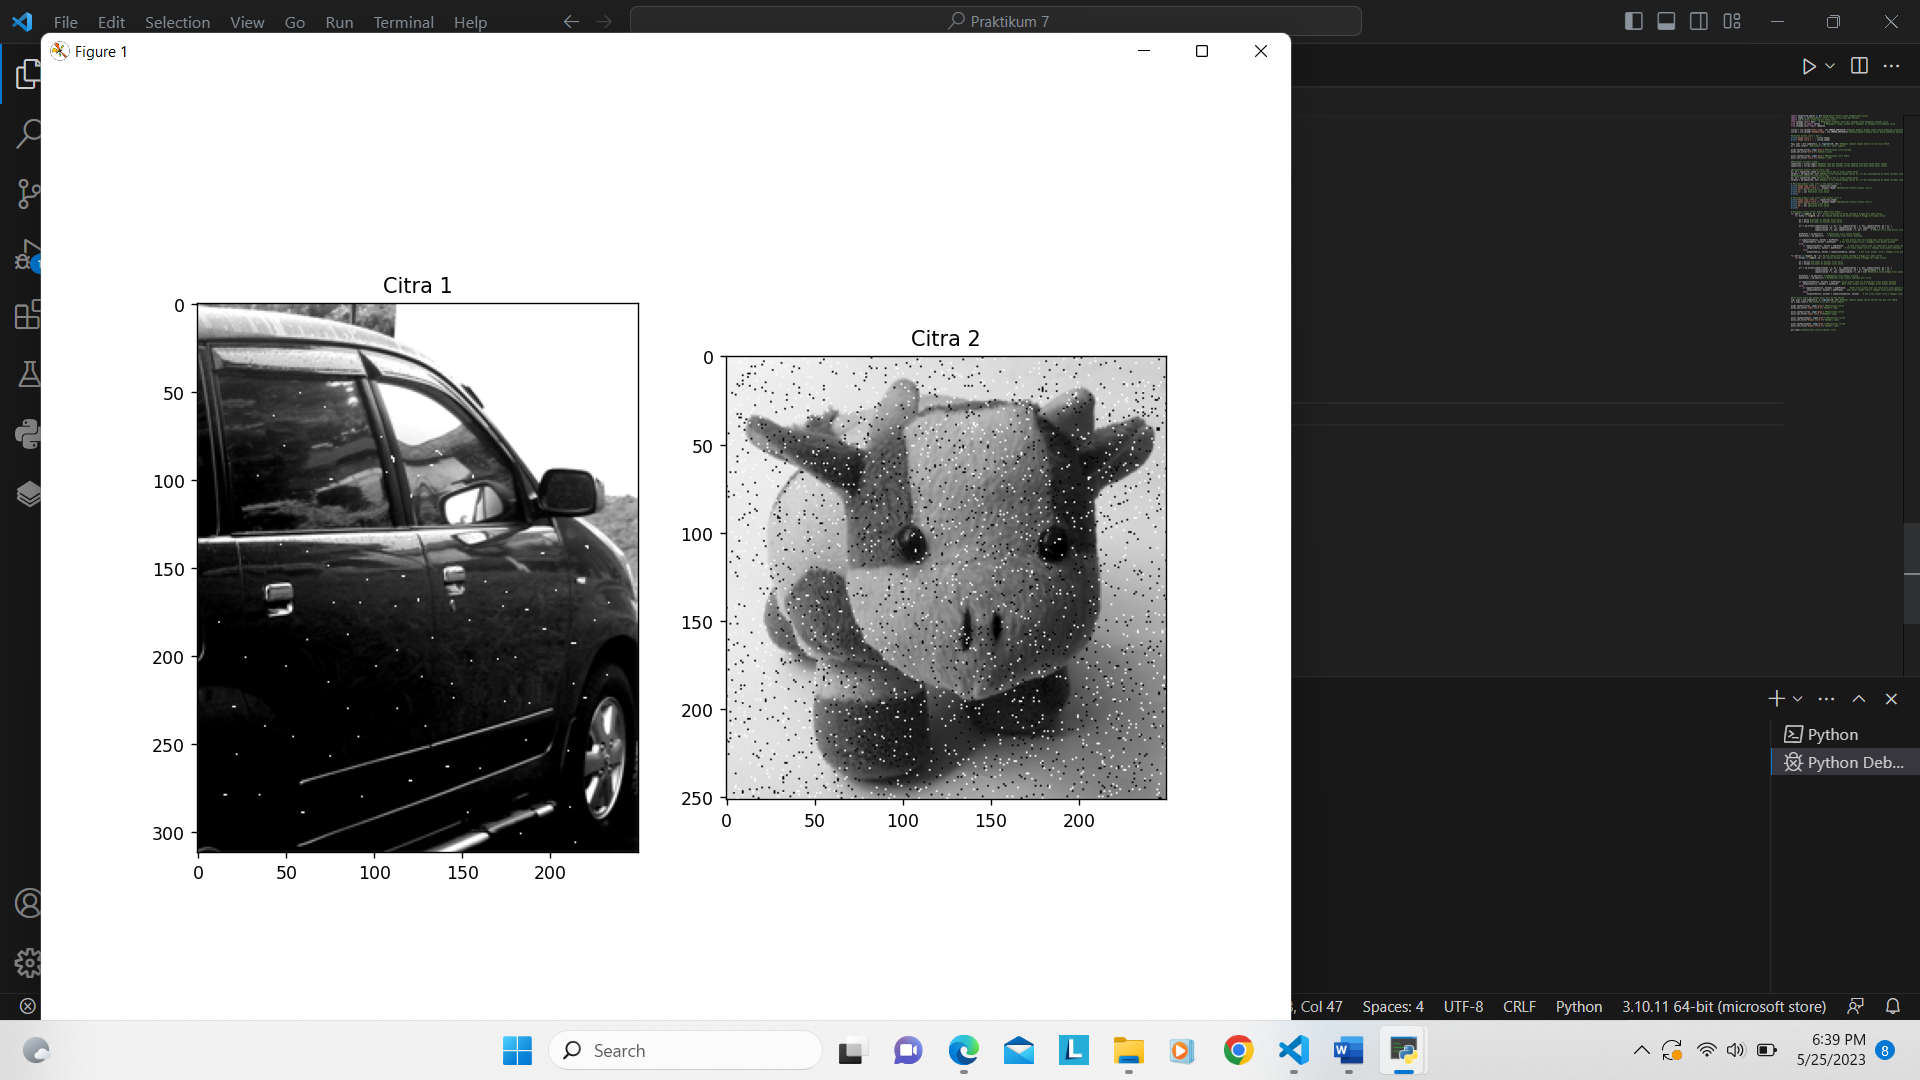 File Edit Selection View Go Run Terminal Help
Praktikum 7
Figure 1
Citra 1
0
50
100
150
200
250
300
0 50 100 150 200
Citra 2
0
50
100
150
200
250
0 50 100 150 200
Python
Python Deb...
, Col 47 Spaces: 4 UTF-8 CRLF Python 3.10.11 64-bit (microsoft store)
Search
6:39 PM
5/25/2023
8